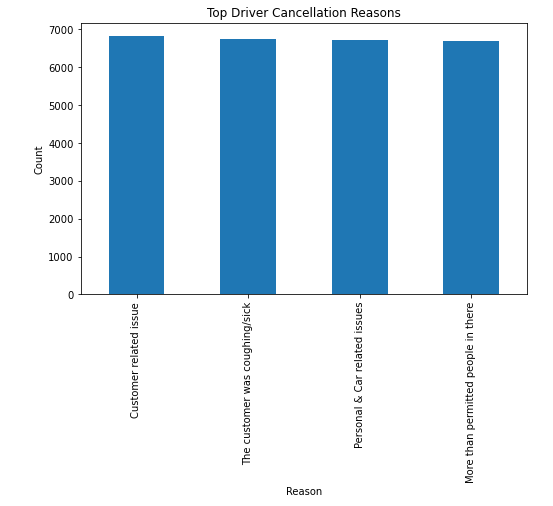 Top Driver Cancellation Reasons
Count
7000
6000
5000
4000
3000
2000
1000
0
Customer related issue
The customer was coughing/sick
Personal & Car related issues
More than permitted people in there
Reason